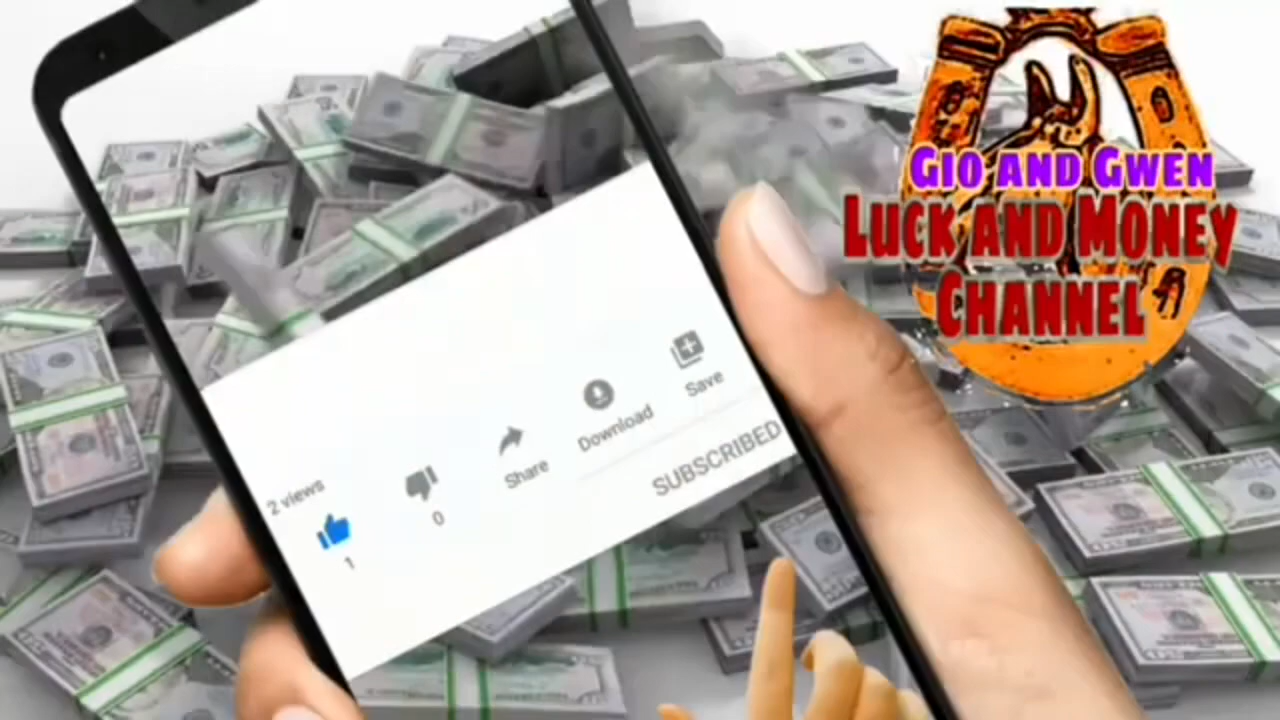 GIO AND GWEN
LUCK AND MONEY
CHANNEL
2 views
1
0
Share
Download
Save
SUBSCRIBED